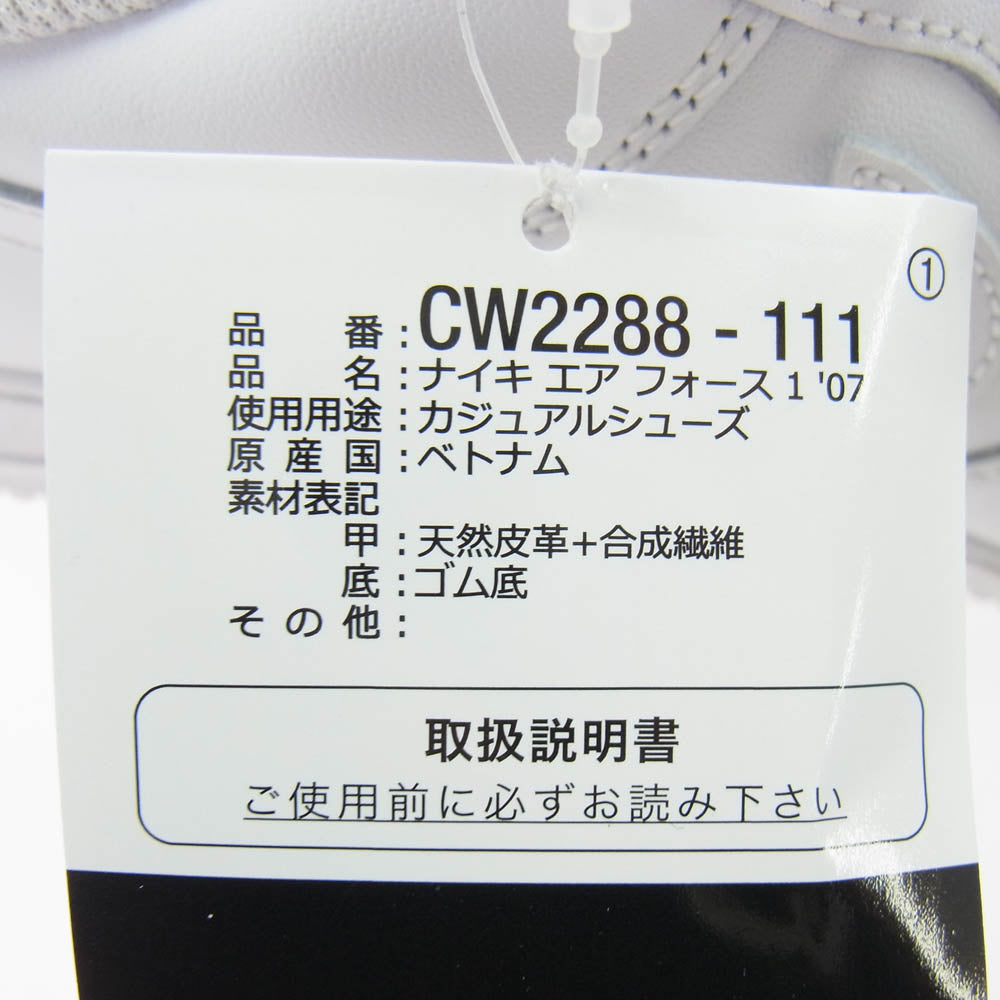 ①
品番:CW2288 - 111
品名:ナイキ エア フォース 1 '07
使用用途:カジュアルシューズ
原産国:ベトナム
素材表記
甲:天然皮革+合成繊維
底:ゴム底
その他:
取扱説明書
ご使用前に必ずお読み下さい